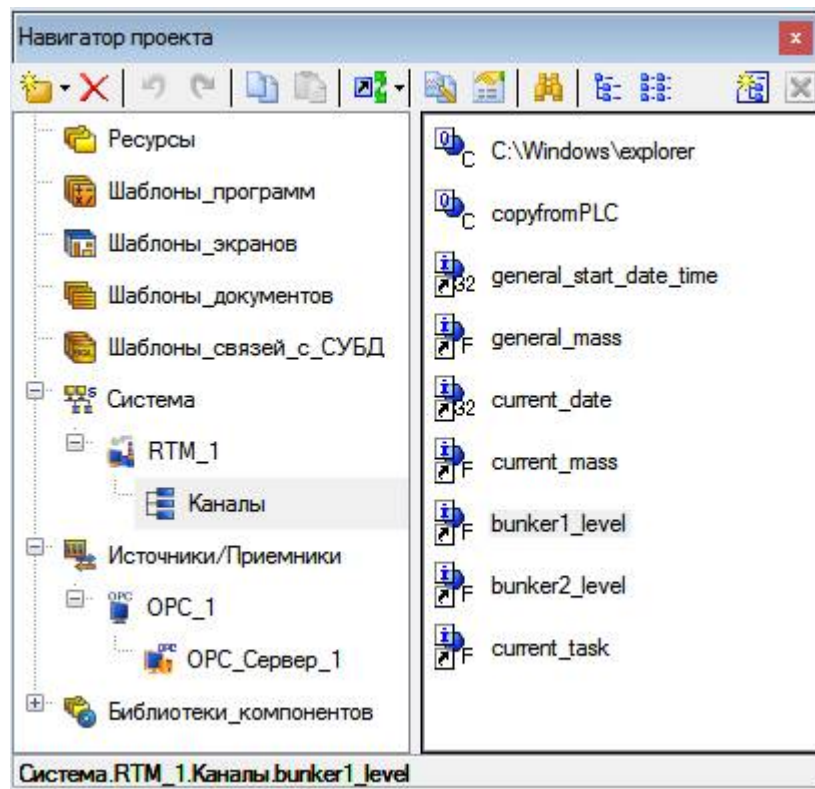 Навигатор проекта
Ресурсы
Шаблоны_программ
Шаблоны_экранов
Шаблоны_документов
Шаблоны_связей_с_СУБД
Система
RTM_1
Каналы
Источники/Приемники
OPC_1
OPC_Сервер_1
Библиотеки_компонентов
C:\Windows\explorer
copyfromPLC
general_start_date_time
general_mass
current_date
current_mass
bunker1_level
bunker2_level
current_task
Система.RTM_1.Каналы.bunker1_level